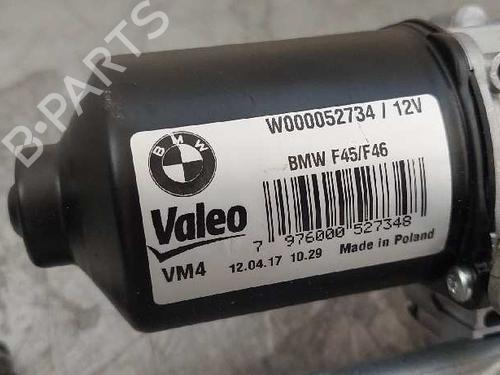 BMW
W000052734 / 12V
BMW F45/F46
Valeo
7 976000 527348
VM4 12.04.17 10.29 Made in Poland
B-Parts